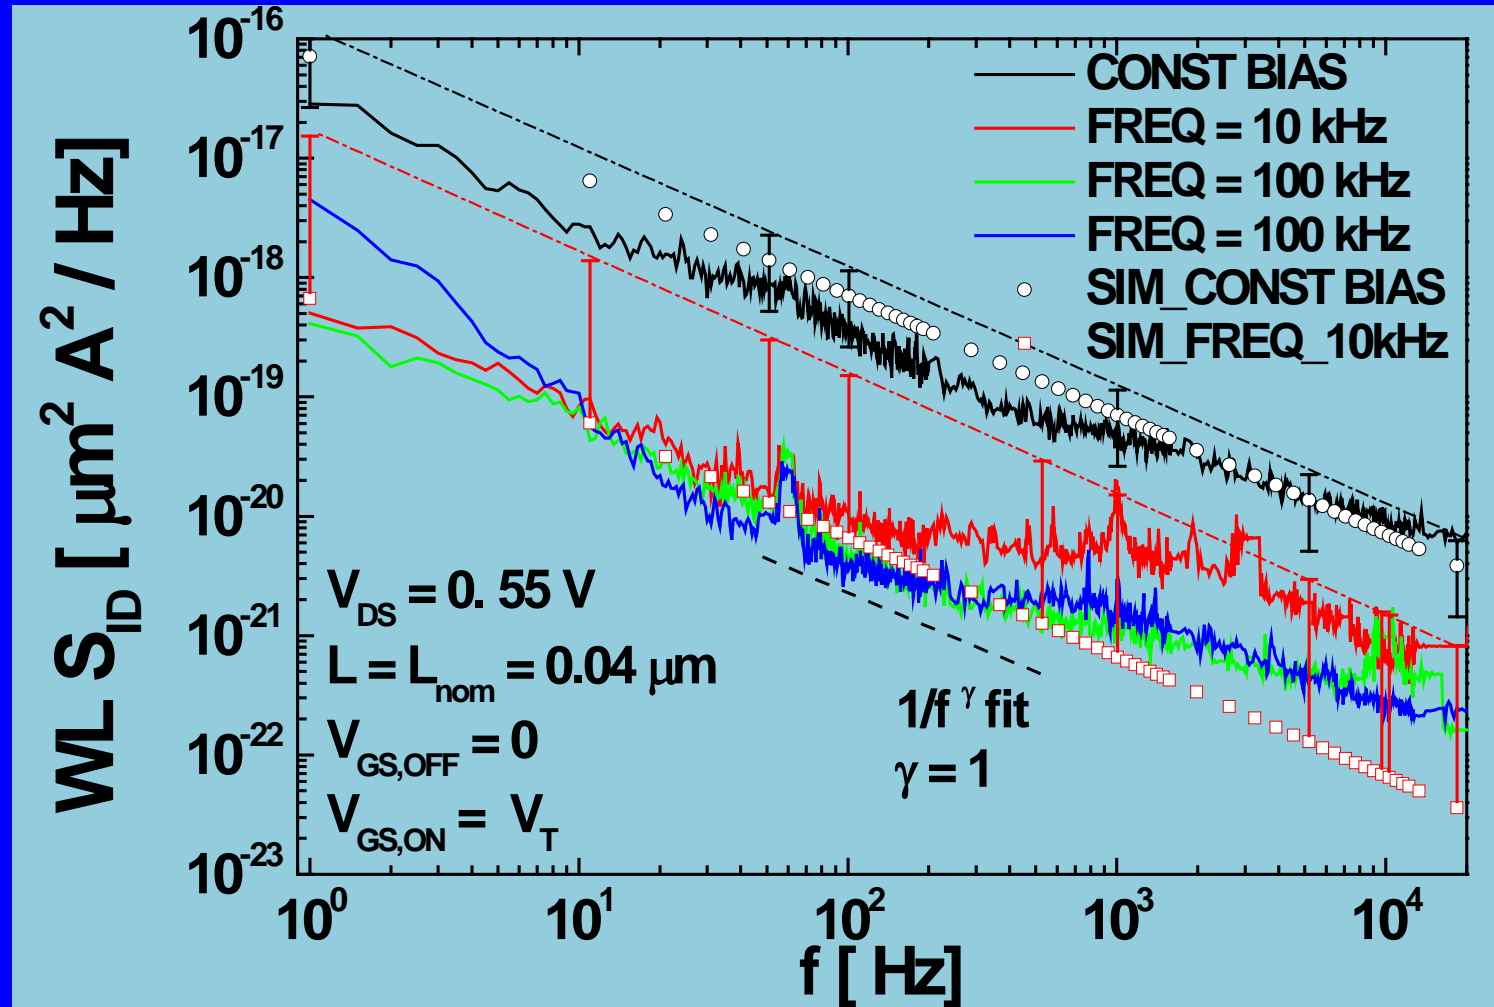 10^-16
10^-17
10^-18
10^-19
10^-20
10^-21
10^-22
10^-23
WL S_ID [ μm^2 A^2 / Hz]
CONST BIAS
FREQ = 10 kHz
FREQ = 100 kHz
FREQ = 100 kHz
SIM_CONST BIAS
SIM_FREQ_10kHz
V_DS = 0. 55 V
L = L_nom = 0.04 μm
V_GS,OFF = 0
V_GS,ON = V_T
1/f^γ fit
γ = 1
10^0 10^1 10^2 10^3 10^4
f [ Hz]